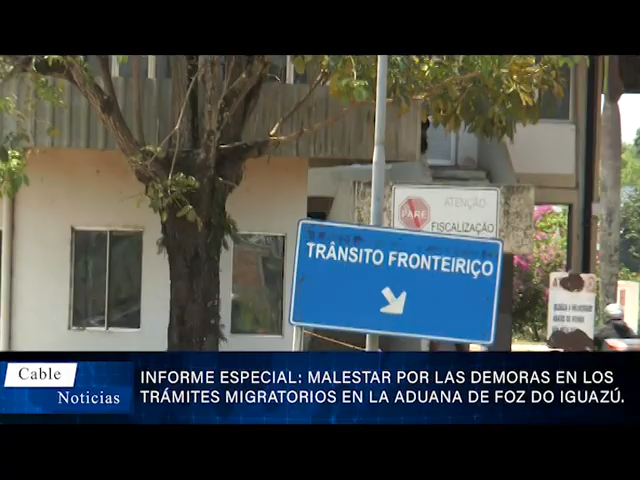 ATENÇÃO
PARE
FISCALIZAÇÃO
TRÂNSITO FRONTEIRIÇO
Cable
Noticias
INFORME ESPECIAL: MALESTAR POR LAS DEMORAS EN LOS
TRÁMITES MIGRATORIOS EN LA ADUANA DE FOZ DO IGUAZÚ.